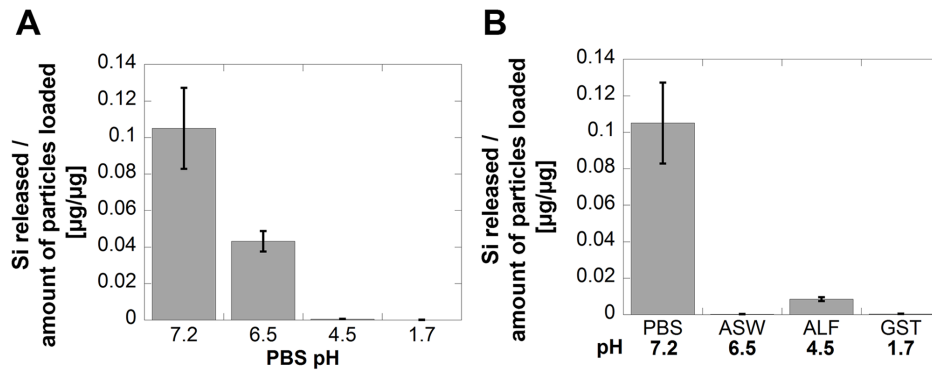 A
Si released /
amount of particles loaded
[µg/µg]
0.14
0.12
0.1
0.08
0.06
0.04
0.02
0
7.2 6.5 4.5 1.7
PBS pH
B
Si released /
amount of particles loaded
[µg/µg]
0.14
0.12
0.1
0.08
0.06
0.04
0.02
0
PBS ASW ALF GST
pH 7.2 6.5 4.5 1.7